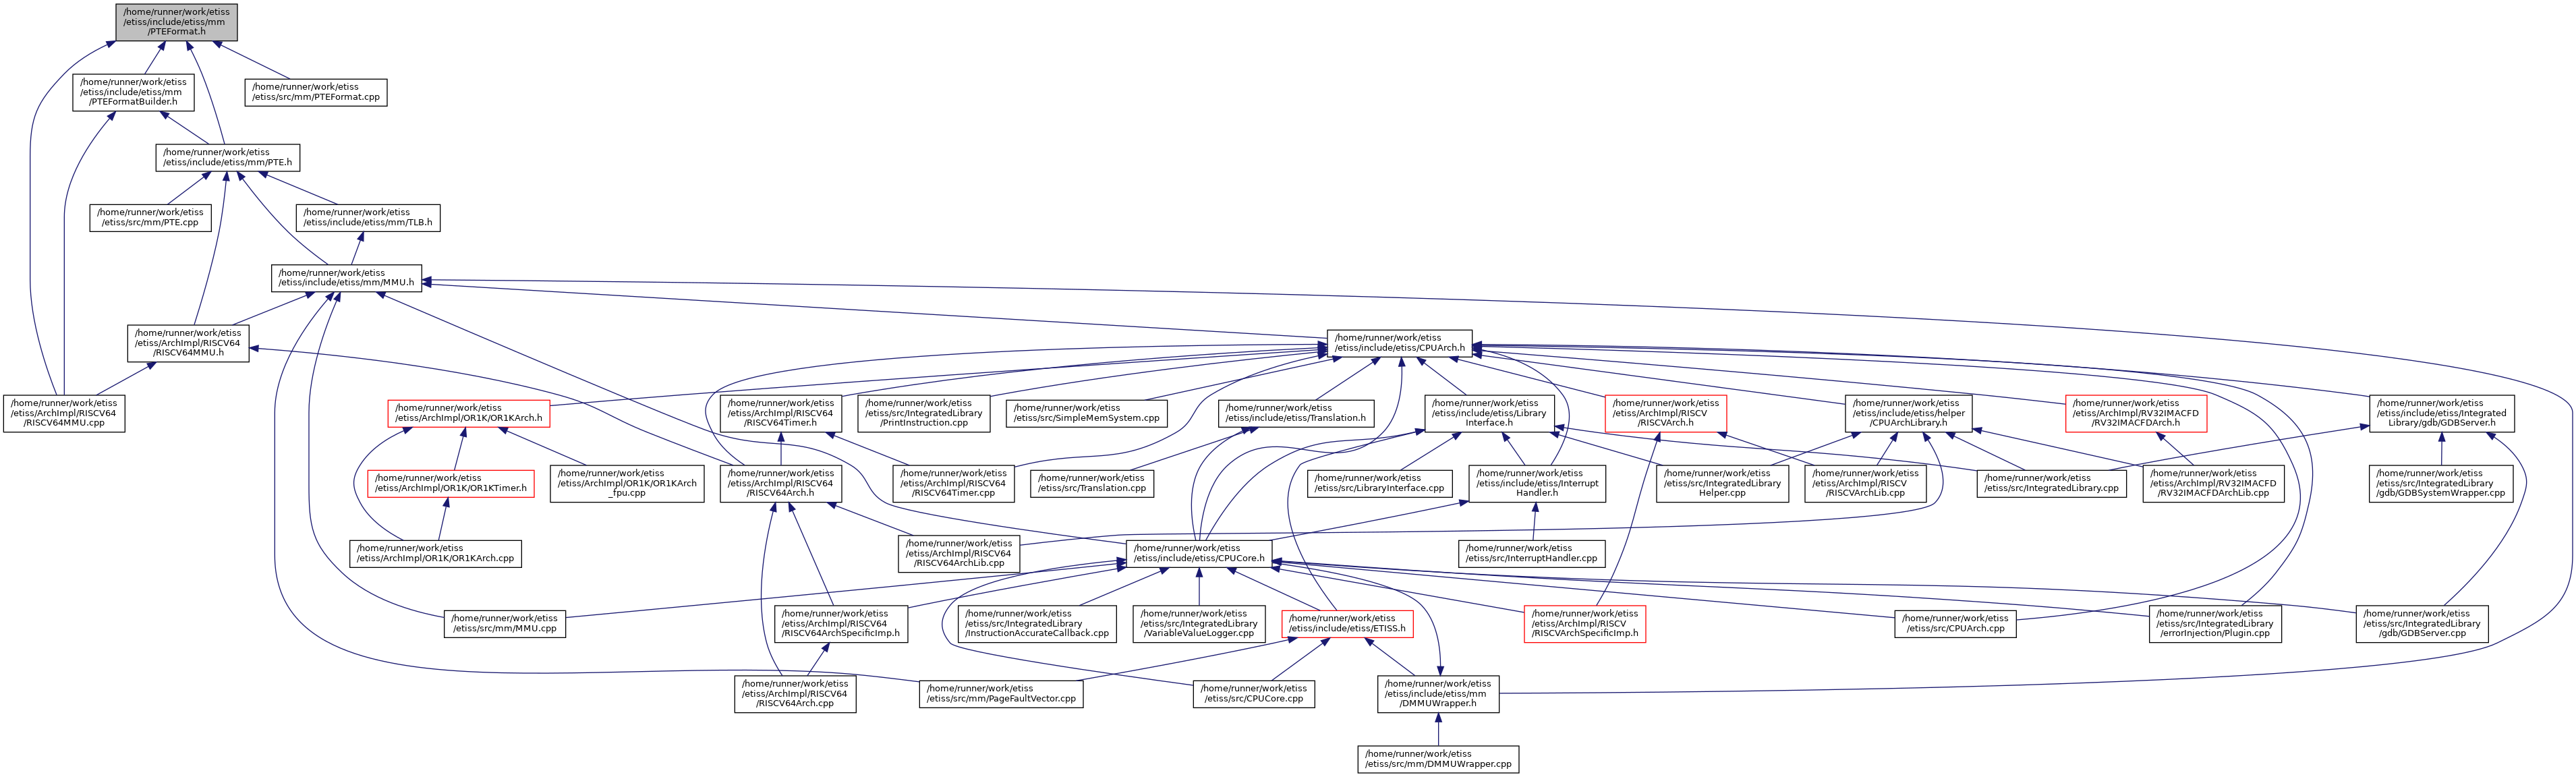 /home/runner/work/etiss
/etiss/include/etiss/mm
/PTEFormat.h
/home/runner/work/etiss
/etiss/include/etiss/mm
/PTEFormatBuilder.h
/home/runner/work/etiss
/etiss/src/mm/PTEFormat.cpp
/home/runner/work/etiss
/etiss/include/etiss/mm/PTE.h
/home/runner/work/etiss
/etiss/src/mm/PTE.cpp
/home/runner/work/etiss
/etiss/include/etiss/mm/TLB.h
/home/runner/work/etiss
/etiss/include/etiss/mm/MMU.h
/home/runner/work/etiss
/etiss/ArchImpl/RISCV64
/RISCV64MMU.h
/home/runner/work/etiss
/etiss/include/etiss/CPUArch.h
/home/runner/work/etiss
/etiss/ArchImpl/RISCV64
/RISCV64MMU.cpp
/home/runner/work/etiss
/etiss/ArchImpl/OR1K/OR1KArch.h
/home/runner/work/etiss
/etiss/ArchImpl/RISCV64
/RISCV64Timer.h
/home/runner/work/etiss
/etiss/src/IntegratedLibrary
/PrintInstruction.cpp
/home/runner/work/etiss
/etiss/src/SimpleMemSystem.cpp
/home/runner/work/etiss
/etiss/include/etiss/Translation.h
/home/runner/work/etiss
/etiss/include/etiss/Library
Interface.h
/home/runner/work/etiss
/etiss/ArchImpl/RISCV
/RISCVArch.h
/home/runner/work/etiss
/etiss/include/etiss/helper
/CPUArchLibrary.h
/home/runner/work/etiss
/etiss/ArchImpl/RV32IMACFD
/RV32IMACFDArch.h
/home/runner/work/etiss
/etiss/include/etiss/Integrated
Library/gdb/GDBServer.h
/home/runner/work/etiss
/etiss/ArchImpl/OR1K/OR1KTimer.h
/home/runner/work/etiss
/etiss/ArchImpl/OR1K/OR1KArch
_fpu.cpp
/home/runner/work/etiss
/etiss/ArchImpl/RISCV64
/RISCV64Arch.h
/home/runner/work/etiss
/etiss/ArchImpl/RISCV64
/RISCV64Timer.cpp
/home/runner/work/etiss
/etiss/src/Translation.cpp
/home/runner/work/etiss
/etiss/src/LibraryInterface.cpp
/home/runner/work/etiss
/etiss/include/etiss/Interrupt
Handler.h
/home/runner/work/etiss
/etiss/src/IntegratedLibrary
Helper.cpp
/home/runner/work/etiss
/etiss/ArchImpl/RISCV
/RISCVArchLib.cpp
/home/runner/work/etiss
/etiss/src/IntegratedLibrary.cpp
/home/runner/work/etiss
/etiss/ArchImpl/RV32IMACFD
/RV32IMACFDArchLib.cpp
/home/runner/work/etiss
/etiss/src/IntegratedLibrary
/gdb/GDBSystemWrapper.cpp
/home/runner/work/etiss
/etiss/ArchImpl/OR1K/OR1KArch.cpp
/home/runner/work/etiss
/etiss/ArchImpl/RISCV64
/RISCV64ArchLib.cpp
/home/runner/work/etiss
/etiss/include/etiss/CPUCore.h
/home/runner/work/etiss
/etiss/src/InterruptHandler.cpp
/home/runner/work/etiss
/etiss/src/mm/MMU.cpp
/home/runner/work/etiss
/etiss/ArchImpl/RISCV64
/RISCV64ArchSpecificImp.h
/home/runner/work/etiss
/etiss/src/IntegratedLibrary
/InstructionAccurateCallback.cpp
/home/runner/work/etiss
/etiss/src/IntegratedLibrary
/VariableValueLogger.cpp
/home/runner/work/etiss
/etiss/include/etiss/ETISS.h
/home/runner/work/etiss
/etiss/ArchImpl/RISCV
/RISCVArchSpecificImp.h
/home/runner/work/etiss
/etiss/src/CPUArch.cpp
/home/runner/work/etiss
/etiss/src/IntegratedLibrary
/errorInjection/Plugin.cpp
/home/runner/work/etiss
/etiss/src/IntegratedLibrary
/gdb/GDBServer.cpp
/home/runner/work/etiss
/etiss/ArchImpl/RISCV64
/RISCV64Arch.cpp
/home/runner/work/etiss
/etiss/src/mm/PageFaultVector.cpp
/home/runner/work/etiss
/etiss/src/CPUCore.cpp
/home/runner/work/etiss
/etiss/include/etiss/mm
/DMMUWrapper.h
/home/runner/work/etiss
/etiss/src/mm/DMMUWrapper.cpp